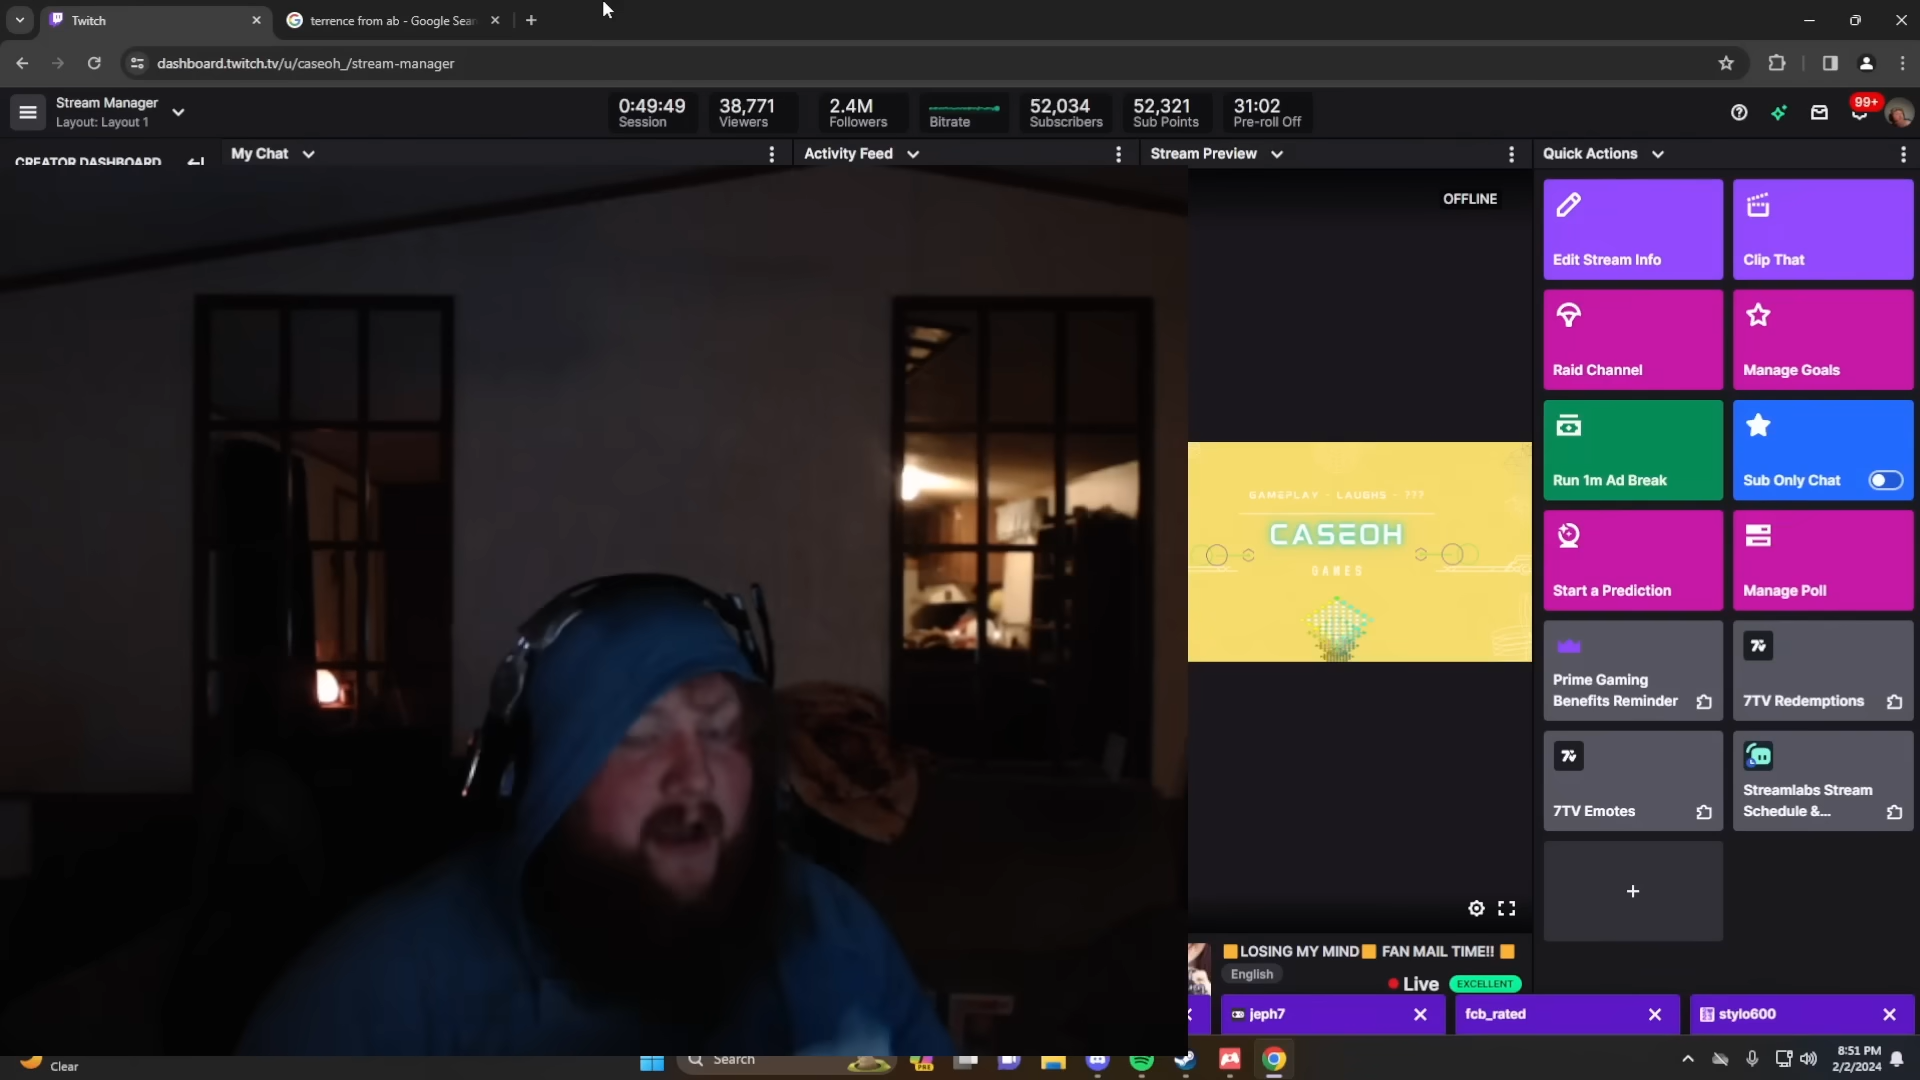 Twitch
terrence from ab - Google Sear
dashboard.twitch.tv/u/caseoh_/stream-manager
Stream Manager
Layout: Layout 1
0:49:49
Session
38,771
Viewers
2.4M
Followers
Bitrate
52,034
Subscribers
52,321
Sub Points
31:02
Pre-roll Off
99+
CREATOR DASHBOARD
My Chat
Activity Feed
Stream Preview
Quick Actions
OFFLINE
Edit Stream Info
Clip That
Raid Channel
Manage Goals
Run 1m Ad Break
Sub Only Chat
GAMEPLAY - LAUGHS - ???
CASEOH
GAMES
Start a Prediction
Manage Poll
Prime Gaming
Benefits Reminder
7TV Redemptions
7TV Emotes
Streamlabs Stream
Schedule &...
LOSING MY MIND FAN MAIL TIME!!
English
Live
EXCELLENT
jeph7
fcb_rated
stylo600
Clear
Search
PRE
8:51 PM
2/2/2024